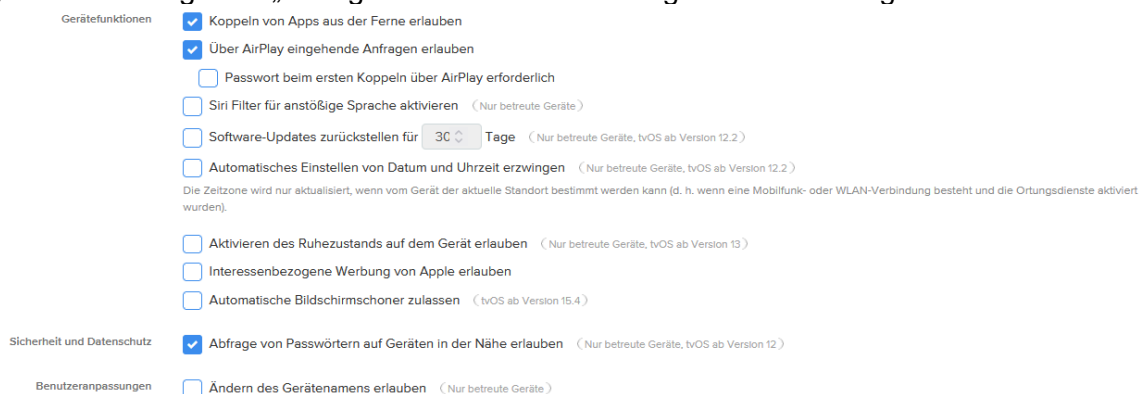 Gerätefunktionen Koppeln von Apps aus der Ferne erlauben
Über AirPlay eingehende Anfragen erlauben
Passwort beim ersten Koppeln über AirPlay erforderlich
Siri Filter für anstößige Sprache aktivieren (Nur betreute Geräte)
Software-Updates zurückstellen für 30 Tage (Nur betreute Geräte, tvOS ab Version 12.2)
Automatisches Einstellen von Datum und Uhrzeit erzwingen (Nur betreute Geräte, tvOS ab Version 12.2)
Die Zeitzone wird nur aktualisiert, wenn vom Gerät der aktuelle Standort bestimmt werden kann (d. h. wenn eine Mobilfunk- oder WLAN-Verbindung besteht und die Ortungsdienste aktiviert
wurden).
Aktivieren des Ruhezustands auf dem Gerät erlauben (Nur betreute Geräte, tvOS ab Version 13)
Interessenbezogene Werbung von Apple erlauben
Automatische Bildschirmschoner zulassen (tvOS ab Version 15.4)
Sicherheit und Datenschutz Abfrage von Passwörtern auf Geräten in der Nähe erlauben (Nur betreute Geräte, tvOS ab Version 12)
Benutzeranpassungen Ändern des Gerätenamens erlauben (Nur betreute Geräte)